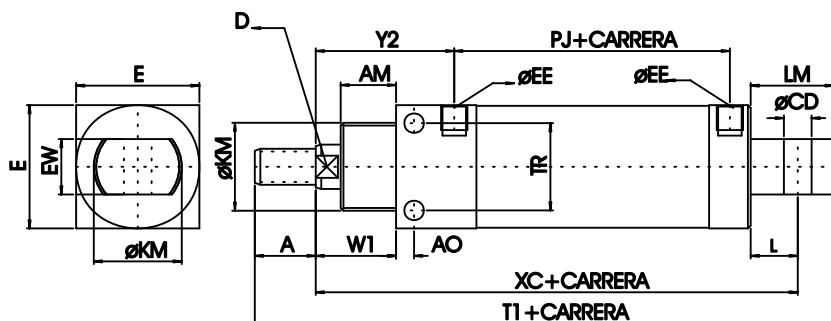 D
Y2
PJ+CARRERA
E
AM
øEE
øEE
LM
øCD
E
EW
øKM
TR
øKM
A
W1
AO
L
XC+CARRERA
T1+CARRERA